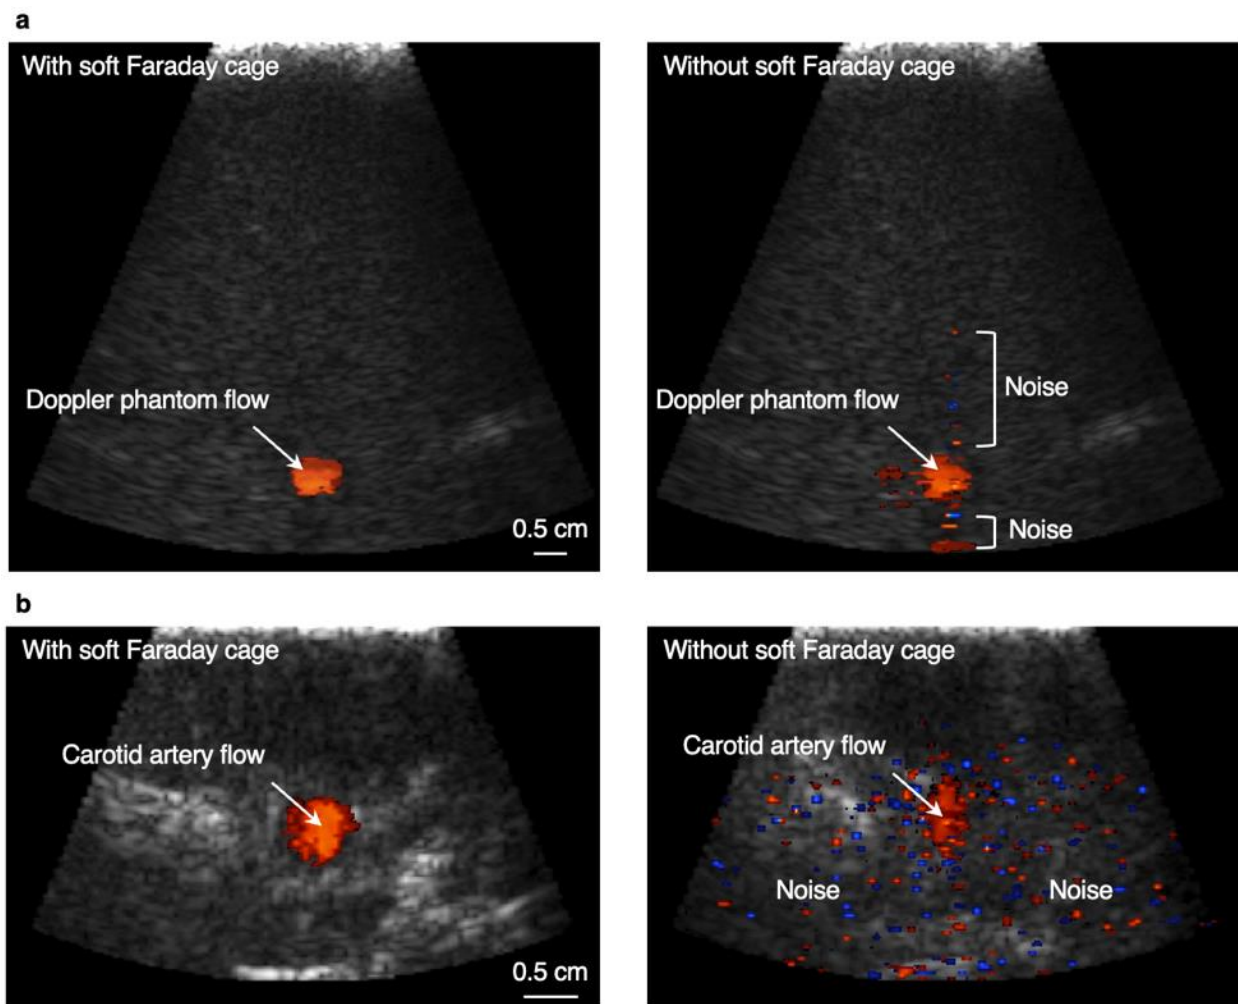 a
With soft Faraday cage
Doppler phantom flow
0.5 cm
Without soft Faraday cage
Doppler phantom flow
Noise
Noise
b
With soft Faraday cage
Carotid artery flow
0.5 cm
Without soft Faraday cage
Carotid artery flow
Noise
Noise